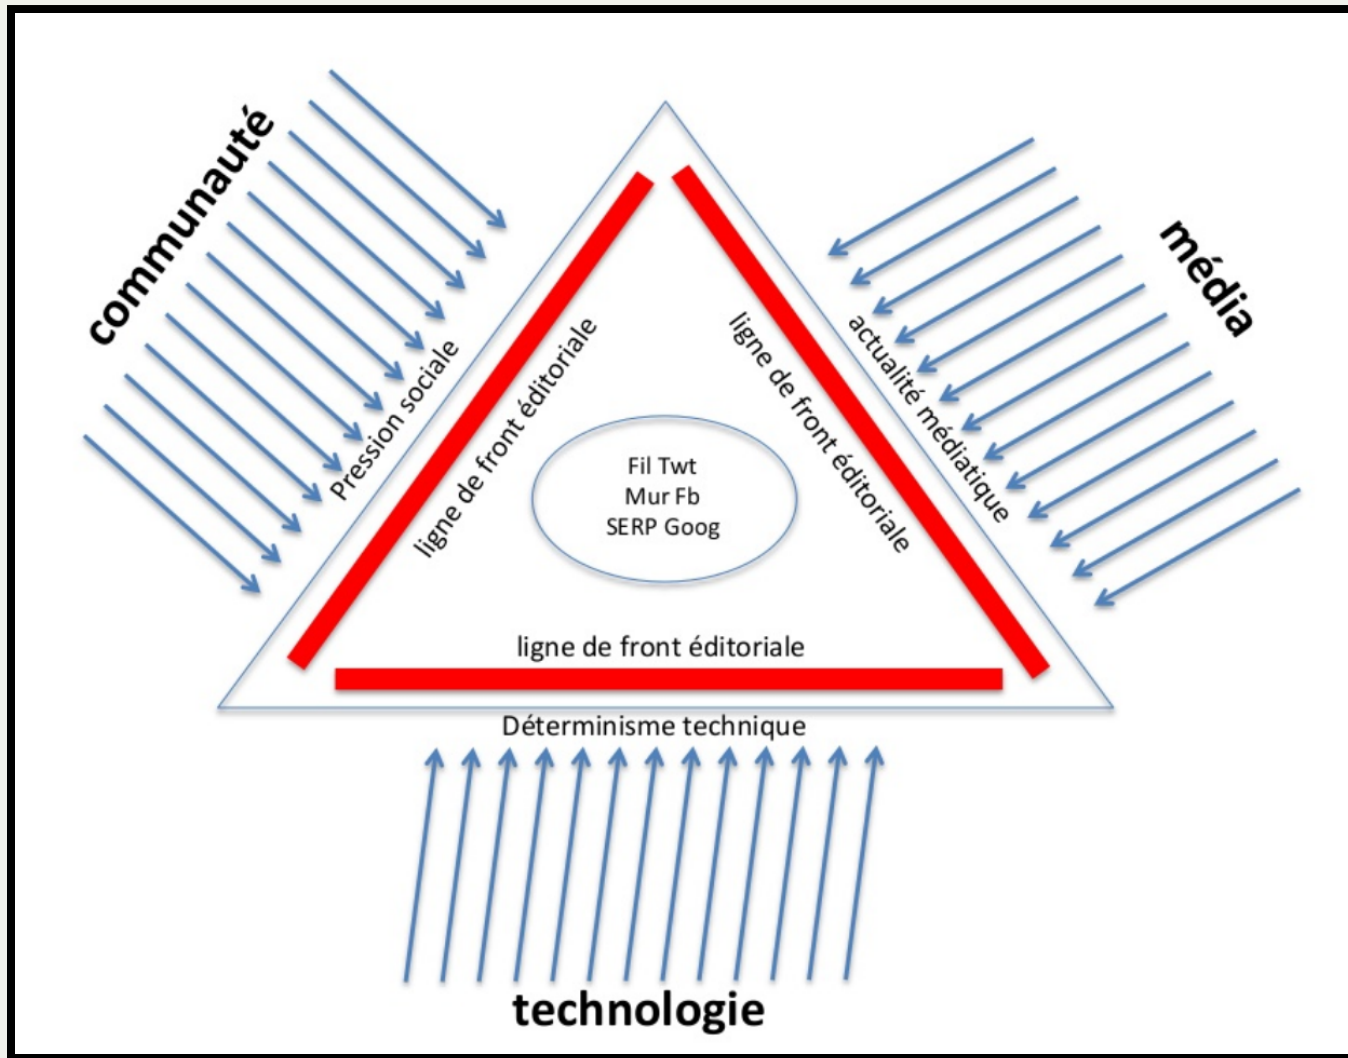 communauté
média
Pression sociale
ligne de front éditoriale
ligne de front éditoriale
actualité médiatique
Fil Twt
Mur Fb
SERP Goog
ligne de front éditoriale
Déterminisme technique
technologie